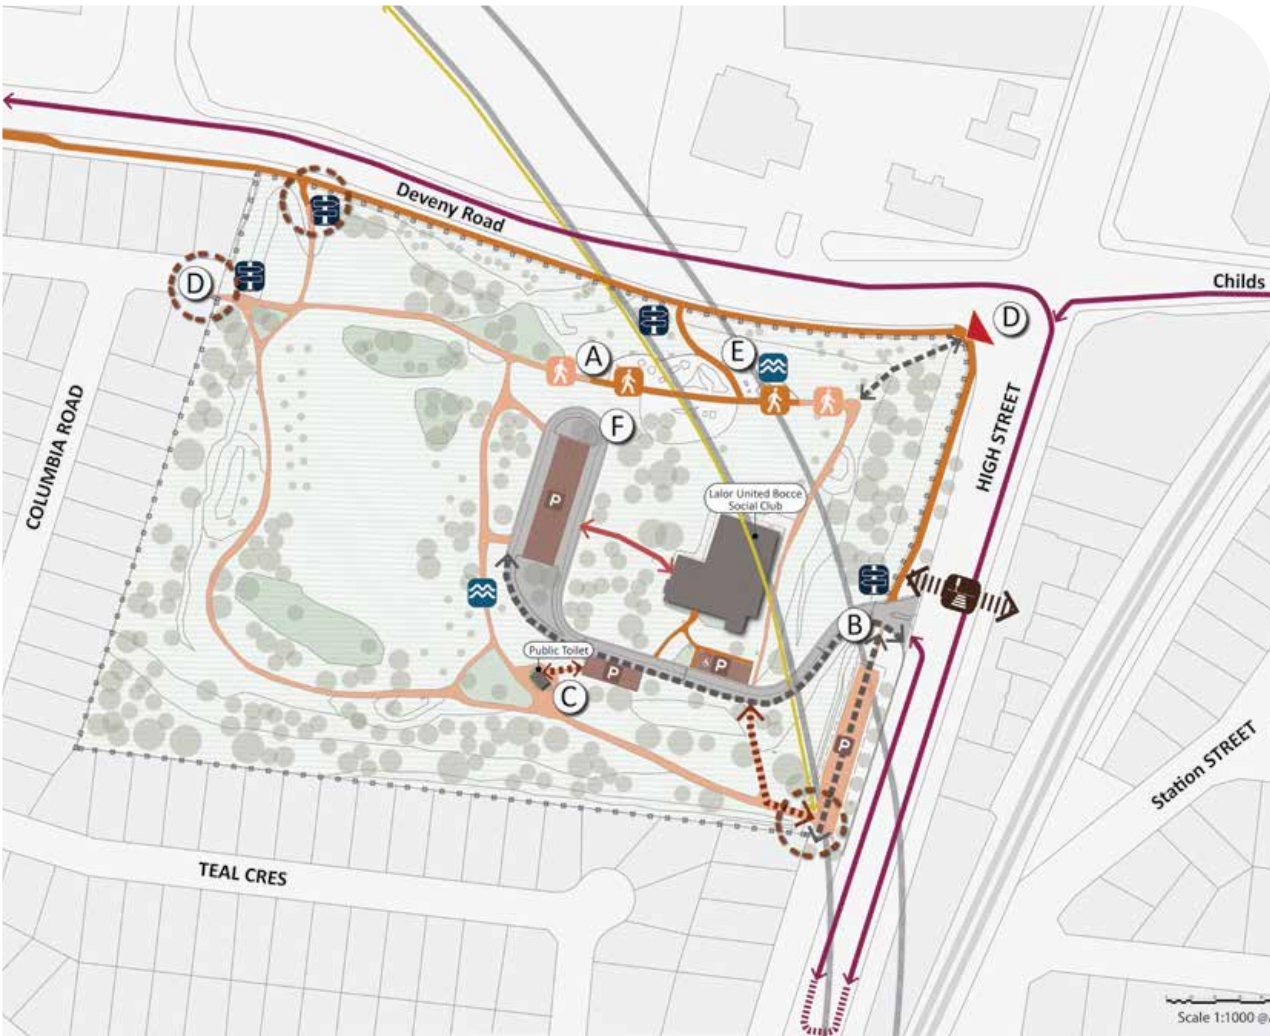 Deveny Road
D
Childs
D
A
E
COLUMBIA ROAD
HIGH STREET
F
P
Lalor United Bocce
Social Club
B
Public Toilet
P
P
C
P
Station STREET
TEAL CRES
Scale 1:1000